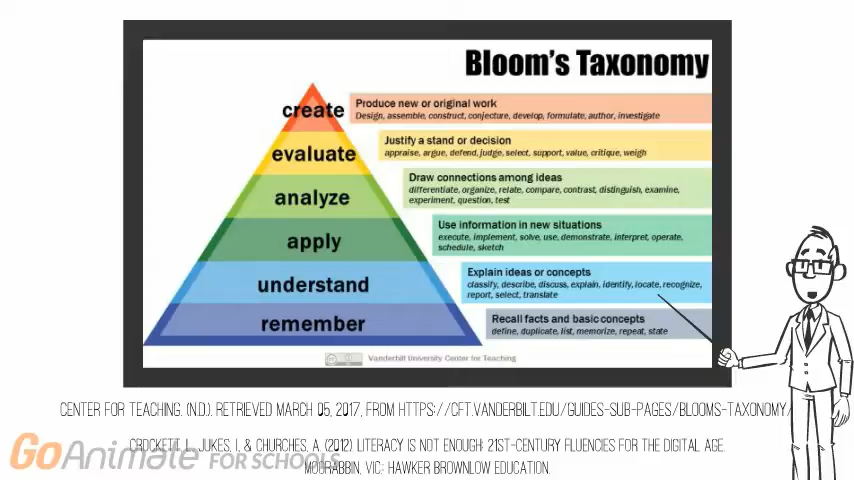 Bloom's Taxonomy
create
Produce new or original work
Design, assemble, construct, conjecture, develop, formulate, author, investigate
evaluate
Justify a stand or decision
appraise, argue, defend, judge, select, support, value, critique, weigh
analyze
Draw connections among ideas
differentiate, organize, relate, compare, contrast, distinguish, examine,
experiment, question, test
apply
Use information in new situations
execute, implement, solve, use, demonstrate, interpret, operate,
schedule, sketch
understand
Explain ideas or concepts
classify, describe, discuss, explain, identify, locate, recognize,
report, select, translate
remember
Recall facts and basic concepts
define, duplicate, list, memorize, repeat, state
cc Vanderbilt University Center for Teaching
CENTER FOR TEACHING. (N.D.). RETRIEVED MARCH 05, 2017, FROM HTTPS://CFT.VANDERBILT.EDU/GUIDES-SUB-PAGES/BLOOMS-TAXONOMY/
CROCKETT, L., JUKES, I., & CHURCHES, A. (2012) LITERACY IS NOT ENOUGH: 21ST-CENTURY FLUENCIES FOR THE DIGITAL AGE.
MOORABBIN, VIC.: HAWKER BROWNLOW EDUCATION.
GoAnimate FOR SCHOOLS